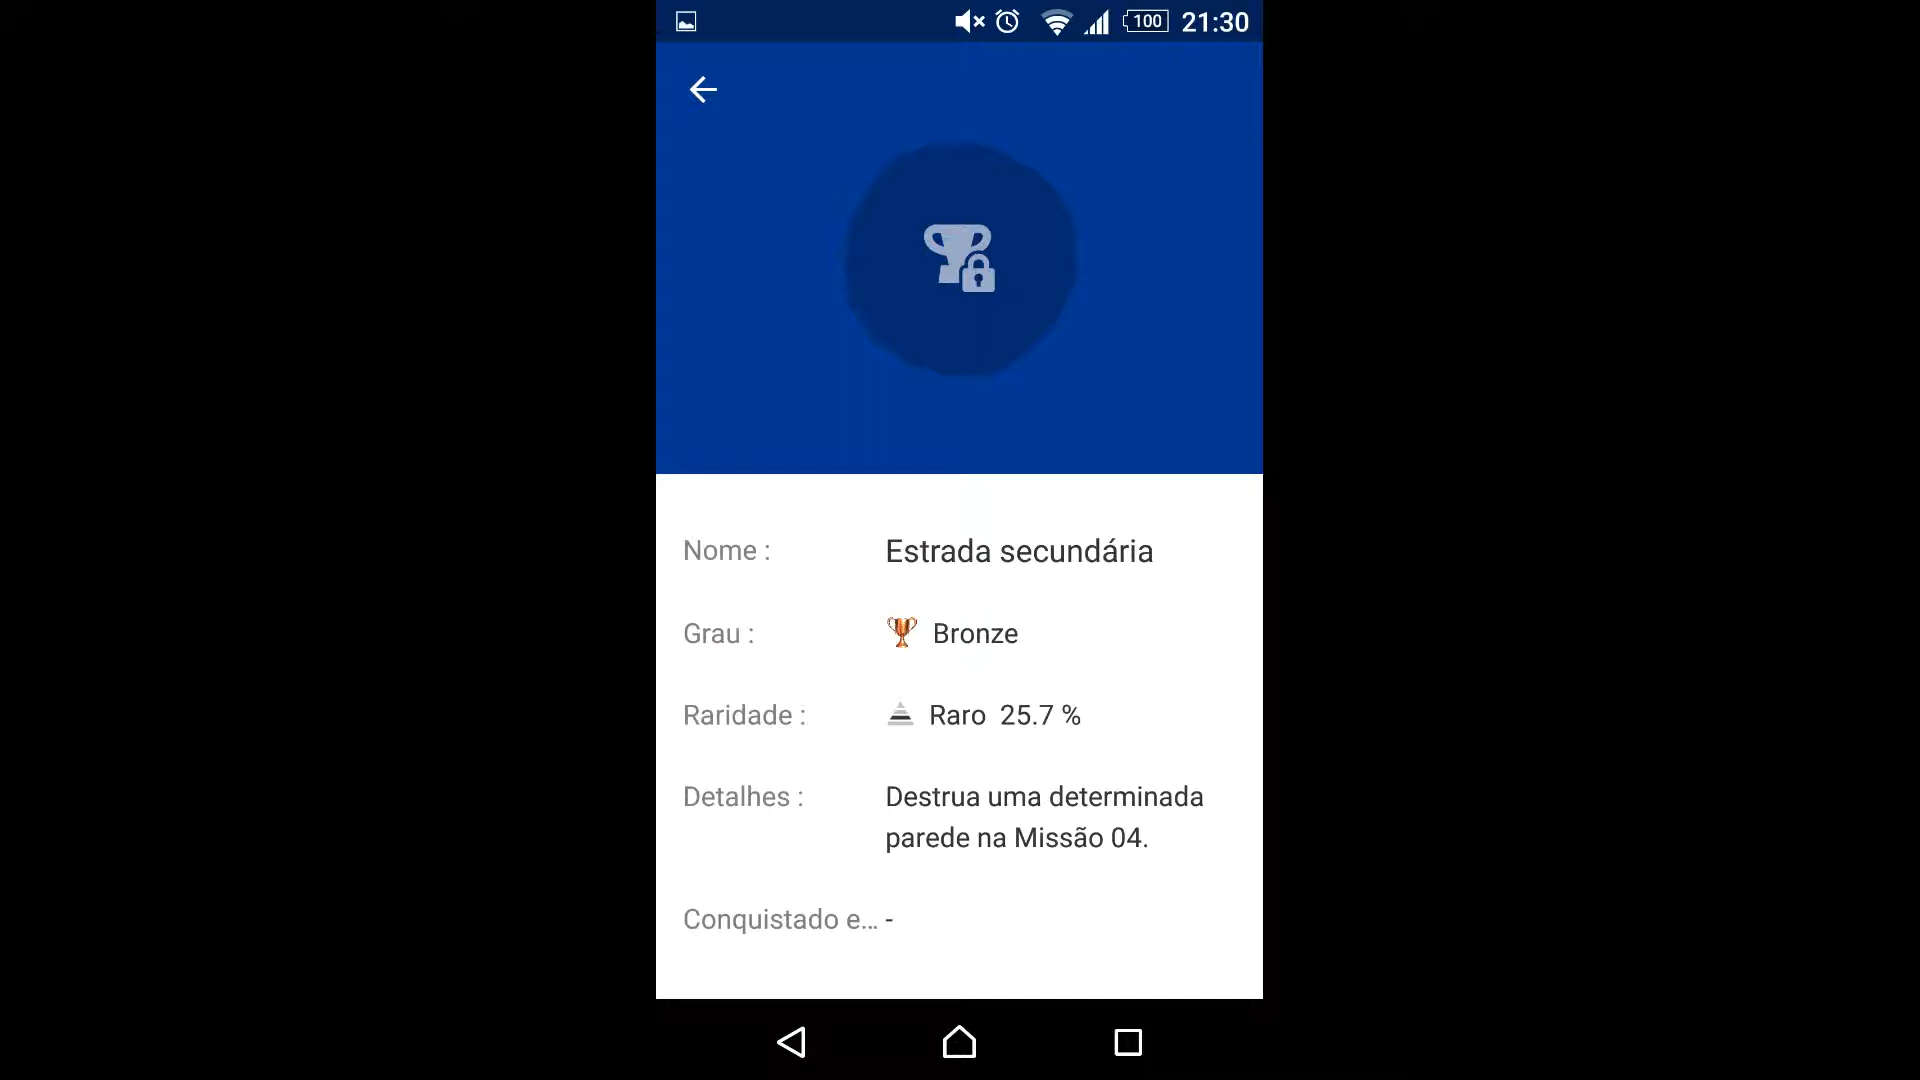 100 21:30
Nome : Estrada secundária
Grau : Bronze
Raridade : Raro 25.7 %
Detalhes : Destrua uma determinada
parede na Missão 04.
Conquistado e... -